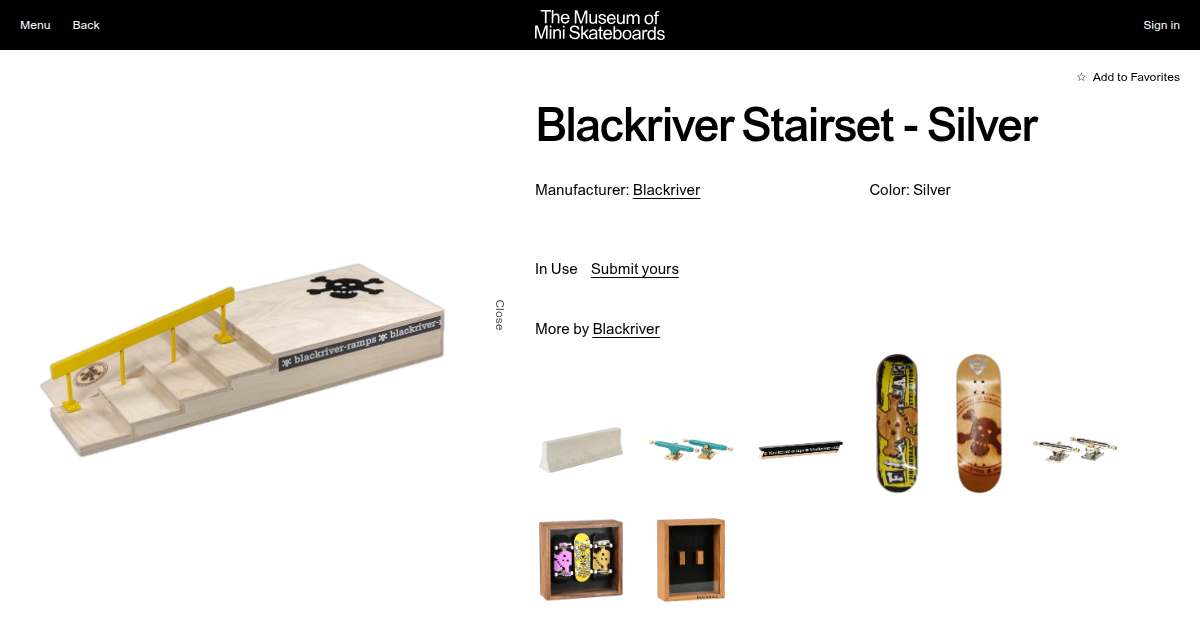 Menu
Back
The Museum of
Mini Skateboards
Sign in
☆ Add to Favorites
Blackriver Stairset - Silver
Manufacturer: Blackriver
Color: Silver
In Use
Submit yours
Close
More by Blackriver
blackriver-ramps
blackriver-